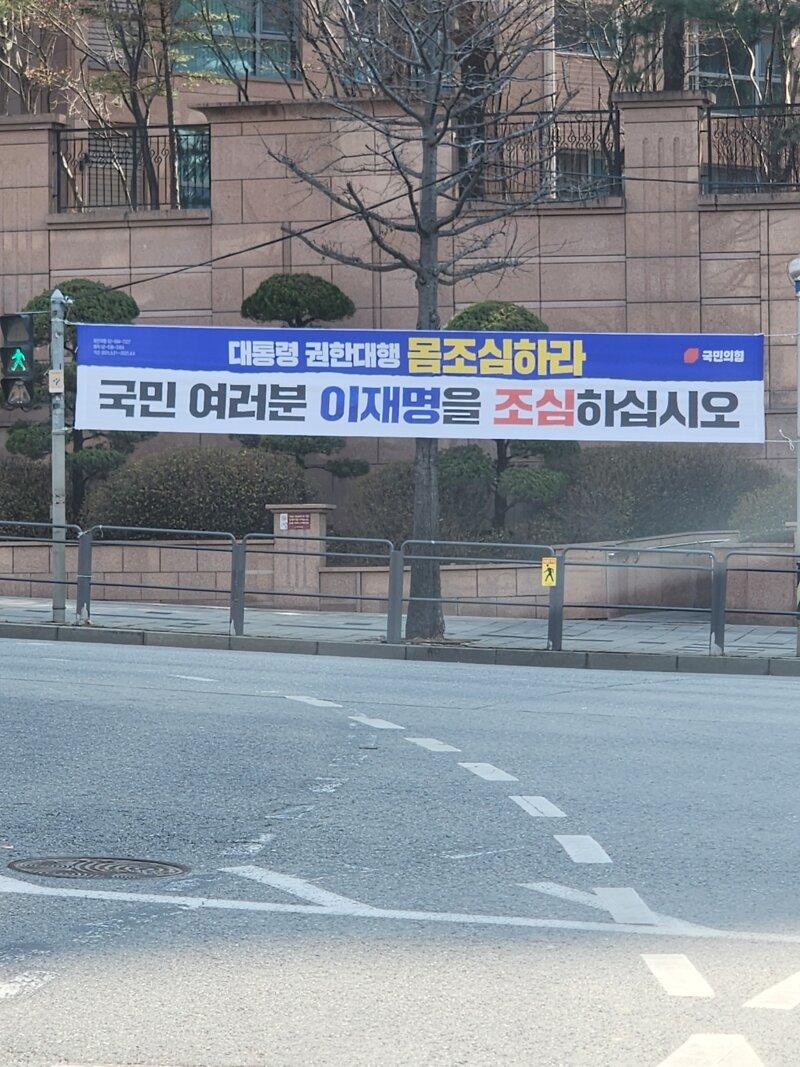 대통령 권한대행 몸조심하라
국민의힘
국민 여러분 이재명을 조심하십시오